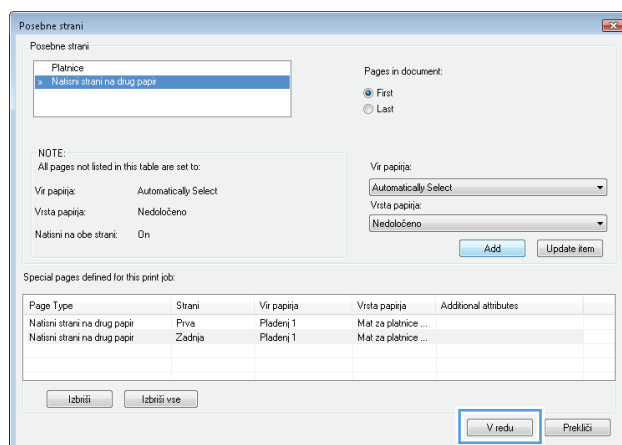 Posebne strani
Posebne strani
Platnice
» Natisni strani na drug papir
Pages in document:
First
Last
NOTE:
All pages not listed in this table are set to:
Vir papirja: Automatically Select
Vrsta papirja: Nedoločeno
Natisni na obe strani: On
Vir papirja:
Automatically Select
Vrsta papirja:
Nedoločeno
Add Update item
Special pages defined for this print job:
Page Type Strani Vir papirja Vrsta papirja Additional attributes
Natisni strani na drug papir Prva Pladenj 1 Mat za platnice ...
Natisni strani na drug papir Zadnja Pladenj 1 Mat za platnice ...
Izbriši Izbriši vse
V redu Prekliči